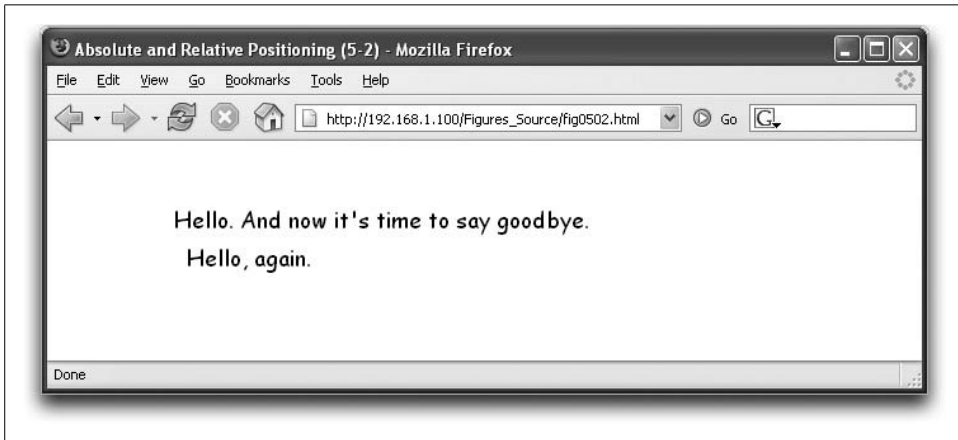 Absolute and Relative Positioning (5-2) - Mozilla Firefox
File Edit View Go Bookmarks Tools Help
http://192.168.1.100/Figures_Source/fig0502.html Go G
Hello. And now it's time to say goodbye.
Hello, again.
Done